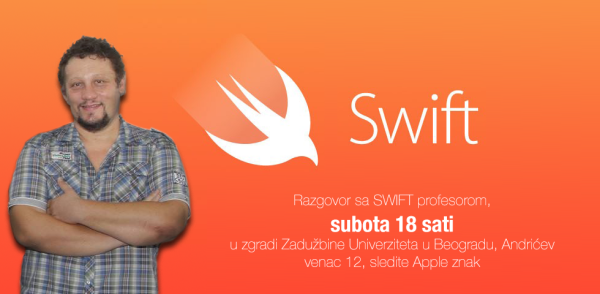 Swift
Razgovor sa SWIFT profesorom,
subota 18 sati
u zgradi Zadužbine Univerziteta u Beogradu, Andrićev
venac 12, sledite Apple znak